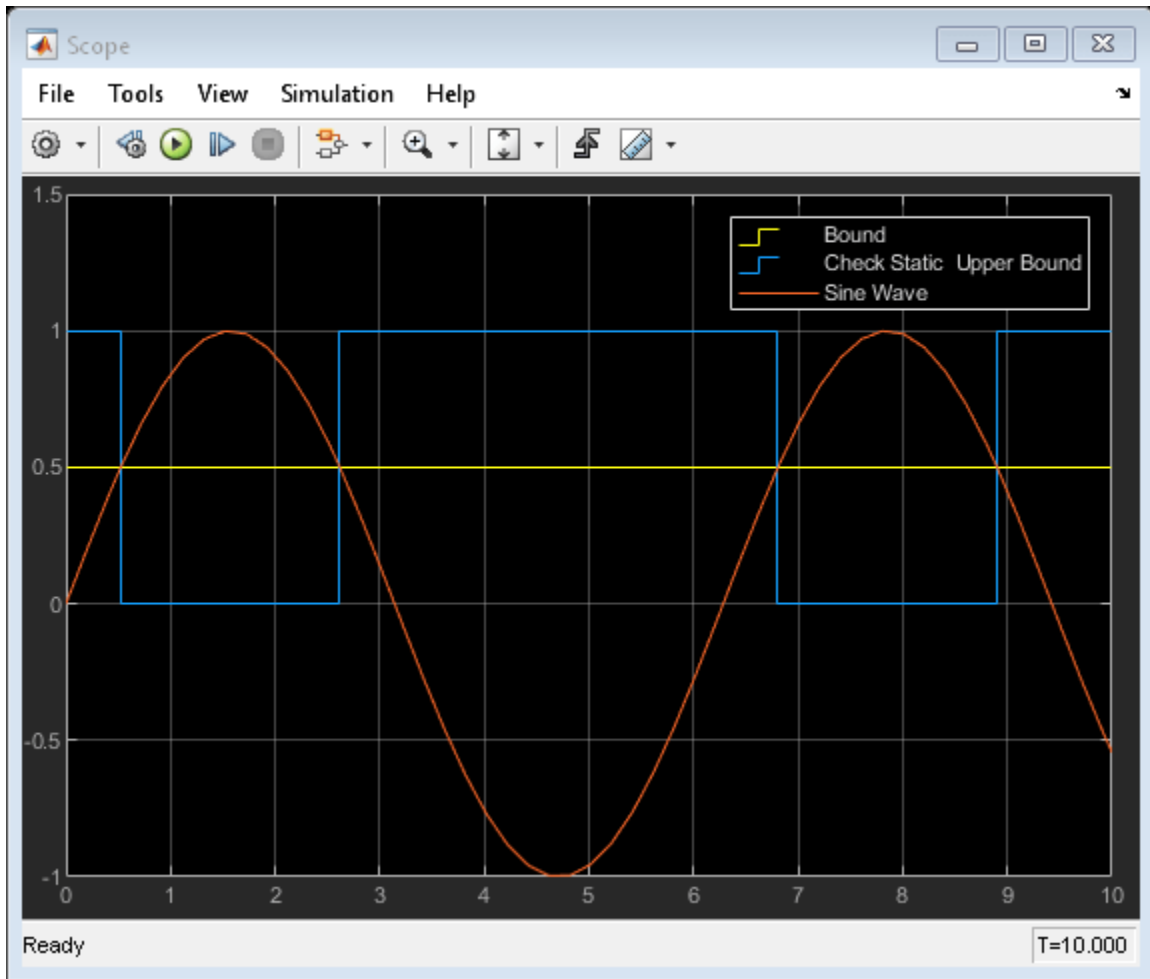 Scope
File Tools View Simulation Help
1.5
1
0.5
0
-0.5
-1
Bound
Check Static  Upper Bound
Sine Wave
0 1 2 3 4 5 6 7 8 9 10
Ready T=10.000